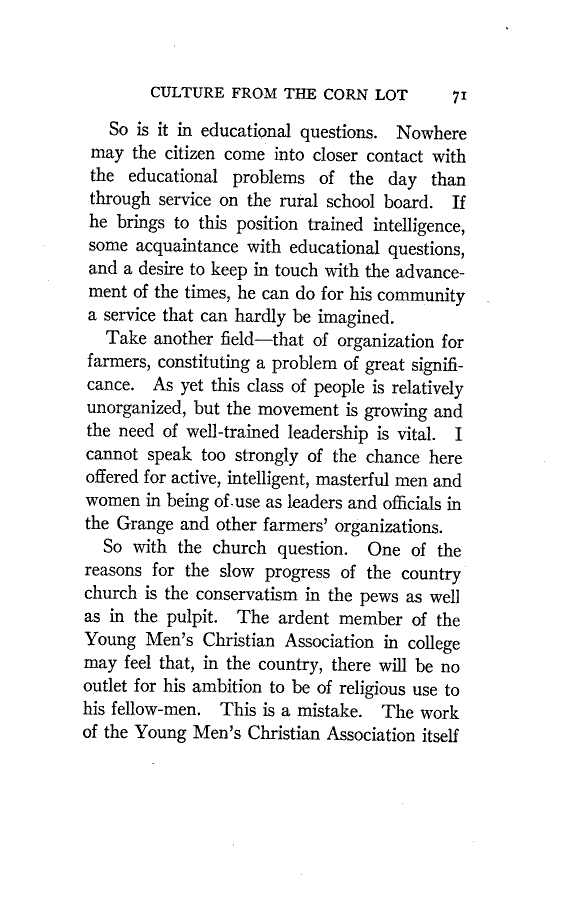 CULTURE FROM THE CORN LOT 71
So is it in educational questions. Nowhere
may the citizen come into closer contact with
the educational problems of the day than
through service on the rural school board. If
he brings to this position trained intelligence,
some acquaintance with educational questions,
and a desire to keep in touch with the advance-
ment of the times, he can do for his community
a service that can hardly be imagined.
Take another field—that of organization for
farmers, constituting a problem of great signifi-
cance. As yet this class of people is relatively
unorganized, but the movement is growing and
the need of well-trained leadership is vital. I
cannot speak too strongly of the chance here
offered for active, intelligent, masterful men and
women in being of use as leaders and officials in
the Grange and other farmers' organizations.
So with the church question. One of the
reasons for the slow progress of the country
church is the conservatism in the pews as well
as in the pulpit. The ardent member of the
Young Men's Christian Association in college
may feel that, in the country, there will be no
outlet for his ambition to be of religious use to
his fellow-men. This is a mistake. The work
of the Young Men's Christian Association itself